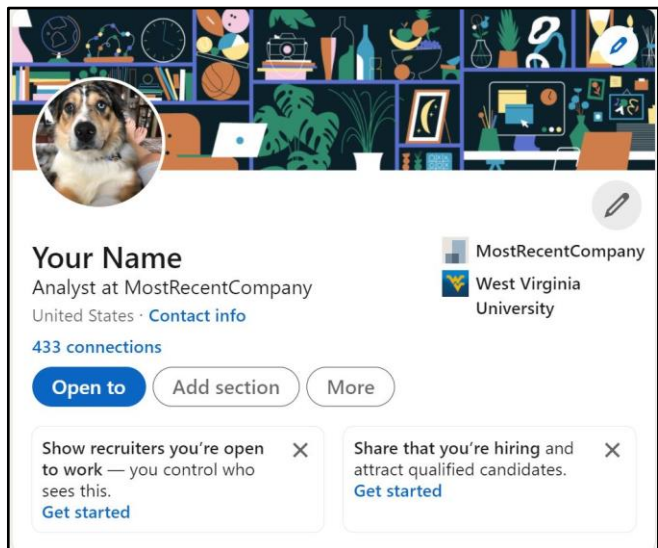 Your Name
Analyst at MostRecentCompany
United States · Contact info
433 connections
MostRecentCompany
West Virginia
University
Open to
Add section
More
Show recruiters you're open
to work — you control who
sees this.
Get started
Share that you're hiring and
attract qualified candidates.
Get started